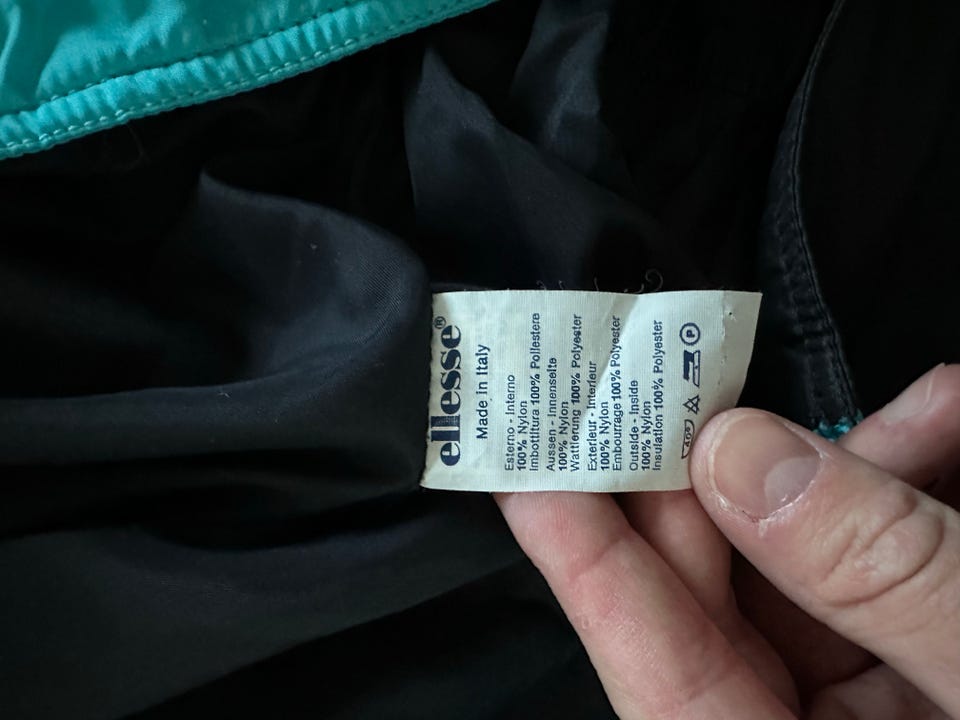 ellesse®
Made in Italy
Esterno - Interno
100% Nylon
Imbottitura 100% Poliestere
Aussen - Innenseite
100% Nylon
Wattierung 100% Polyester
Exterieur - Interieur
100% Nylon
Embourrage 100% Polyester
Outside - Inside
100% Nylon
Insulation 100% Polyester
40° P